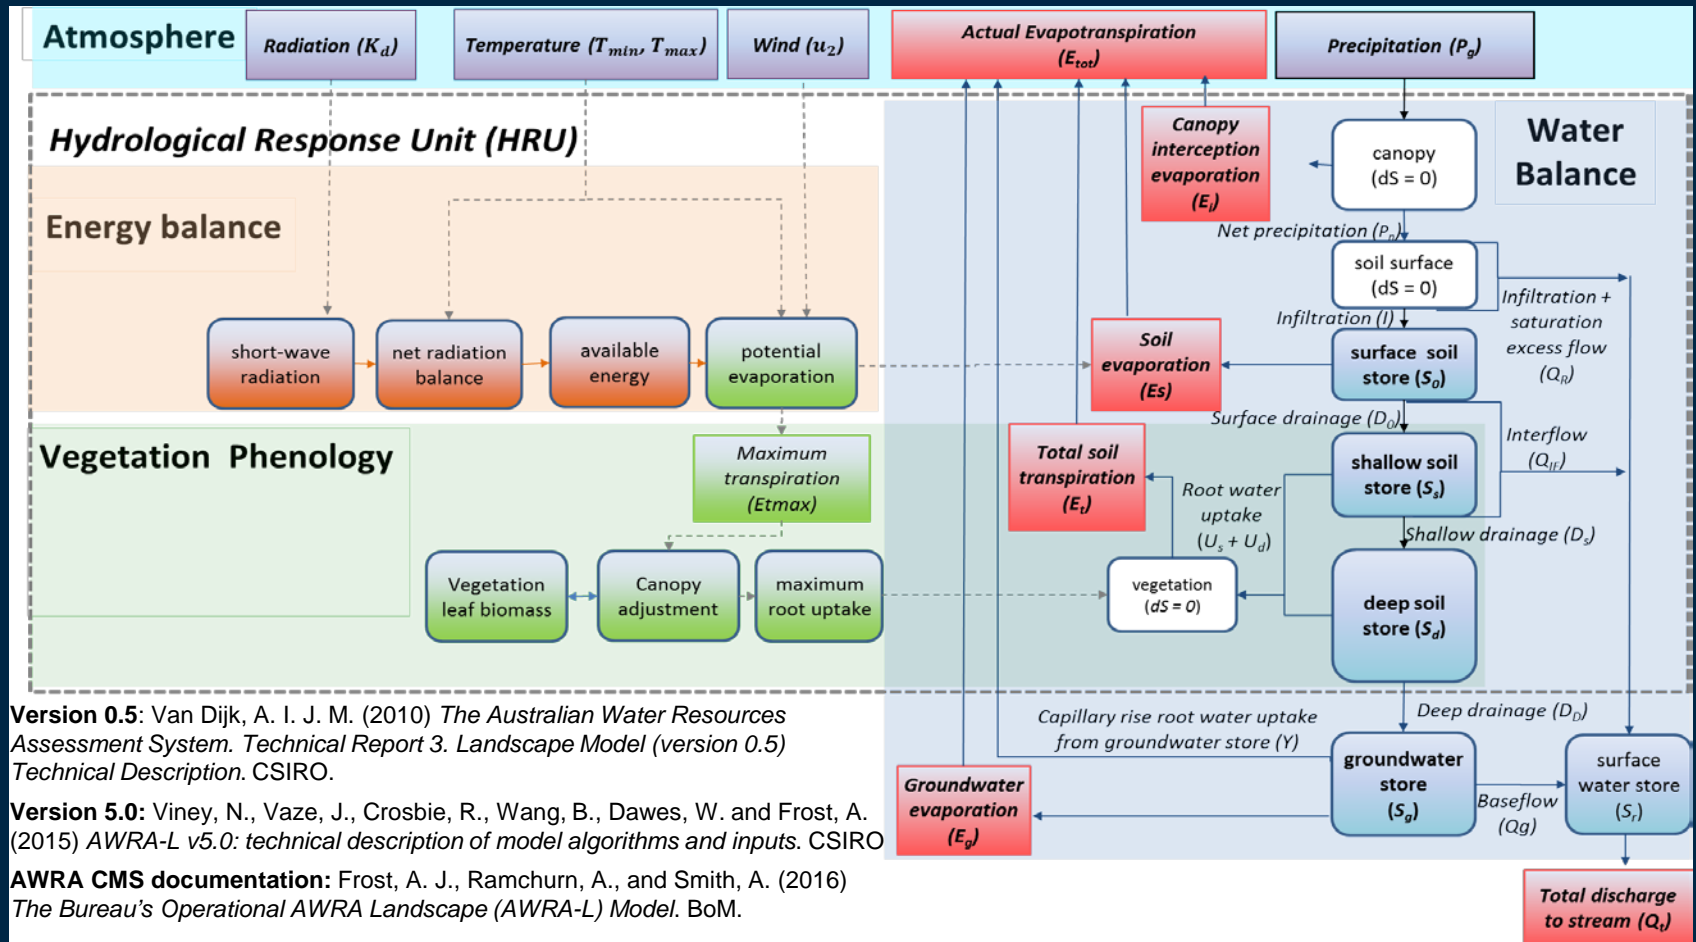 Atmosphere
Radiation (K_d)
Temperature (T_min, T_max)
Wind (u_2)
Actual Evapotranspiration
(E_tot)
Precipitation (P_g)
Hydrological Response Unit (HRU)
Canopy
interception
evaporation
(E_i)
canopy
(dS = 0)
Water
Balance
Energy balance
Net precipitation (P_n)
soil surface
(dS = 0)
Infiltration +
saturation
excess flow
(Q_R)
Infiltration (I)
short-wave
radiation
net radiation
balance
available
energy
potential
evaporation
Soil
evaporation
(Es)
surface soil
store (S_0)
Surface drainage (D_0)
Vegetation Phenology
Maximum
transpiration
(Etmax)
Total soil
transpiration
(E_t)
shallow soil
store (S_s)
Interflow
(Q_IF)
Root water
uptake
(U_s + U_d)
Shallow drainage (D_s)
Vegetation
leaf biomass
Canopy
adjustment
maximum
root uptake
vegetation
(dS = 0)
deep soil
store (S_d)
Deep drainage (D_D)
Capillary rise root water uptake
from groundwater store (Y)
Groundwater
evaporation
(E_g)
groundwater
store
(S_g)
Baseflow
(Qg)
surface
water store
(S_r)
Total discharge
to stream (Q_t)
Version 0.5: Van Dijk, A. I. J. M. (2010) The Australian Water Resources
Assessment System. Technical Report 3. Landscape Model (version 0.5)
Technical Description. CSIRO.
Version 5.0: Viney, N., Vaze, J., Crosbie, R., Wang, B., Dawes, W. and Frost, A.
(2015) AWRA-L v5.0: technical description of model algorithms and inputs. CSIRO
AWRA CMS documentation: Frost, A. J., Ramchurn, A., and Smith, A. (2016)
The Bureau's Operational AWRA Landscape (AWRA-L) Model. BoM.